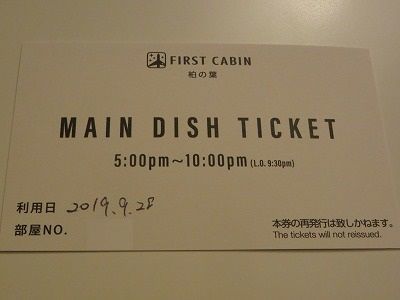 FIRST CABIN
柏の葉
MAIN DISH TICKET
5:00pm～10:00pm (L.O. 9:30pm)
利用日 2019.9.28
部屋NO.
本券の再発行は致しかねます。
The tickets will not reissued.